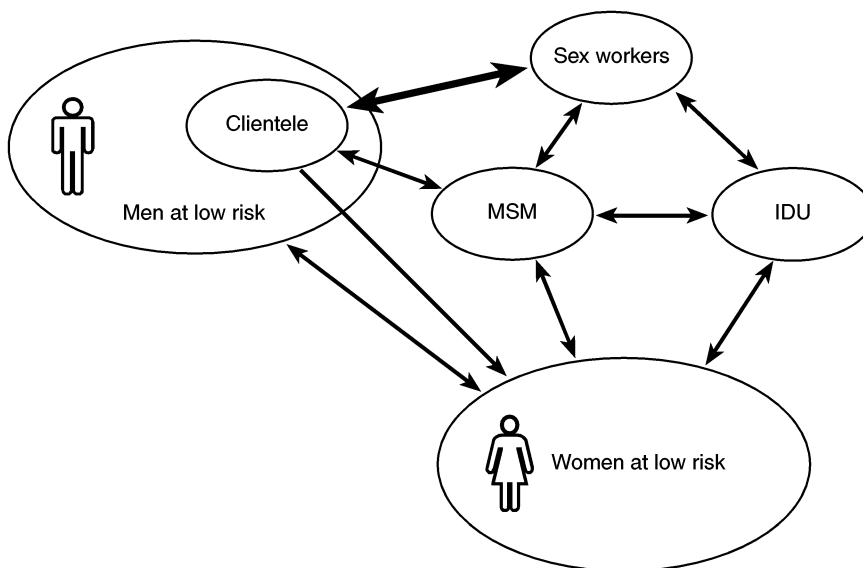 Sex workers
Clientele
Men at low risk
MSM
IDU
Women at low risk